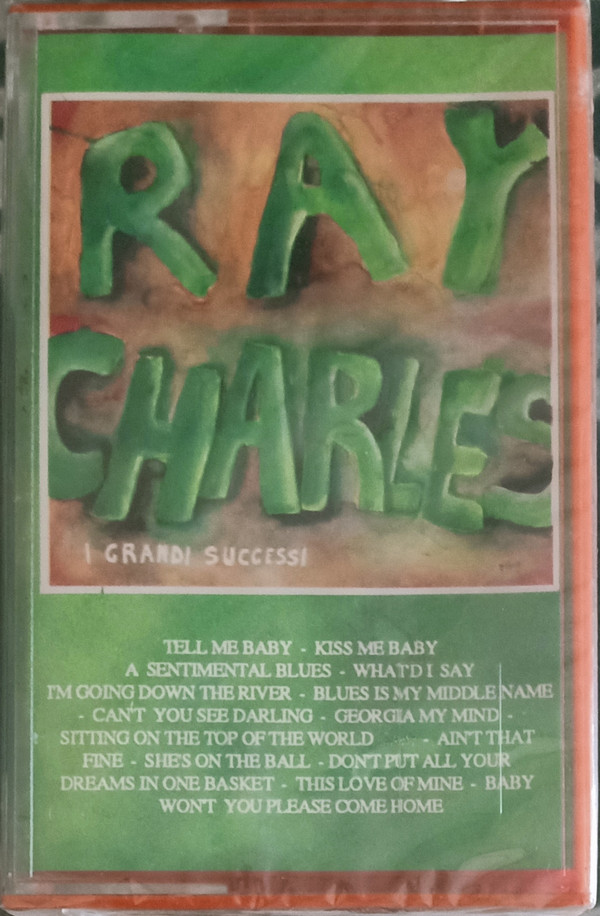 RAY
CHARLES
I GRANDI SUCCESSI
TELL ME BABY - KISS ME BABY
A SENTIMENTAL BLUES - WHAT'D I SAY
I'M GOING DOWN THE RIVER - BLUES IS MY MIDDLE NAME
- CAN'T YOU SEE DARLING - GEORGIA MY MIND -
SITTING ON THE TOP OF THE WORLD - AIN'T THAT
FINE - SHE'S ON THE BALL - DON'T PUT ALL YOUR
DREAMS IN ONE BASKET - THIS LOVE OF MINE - BABY
WON'T YOU PLEASE COME HOME